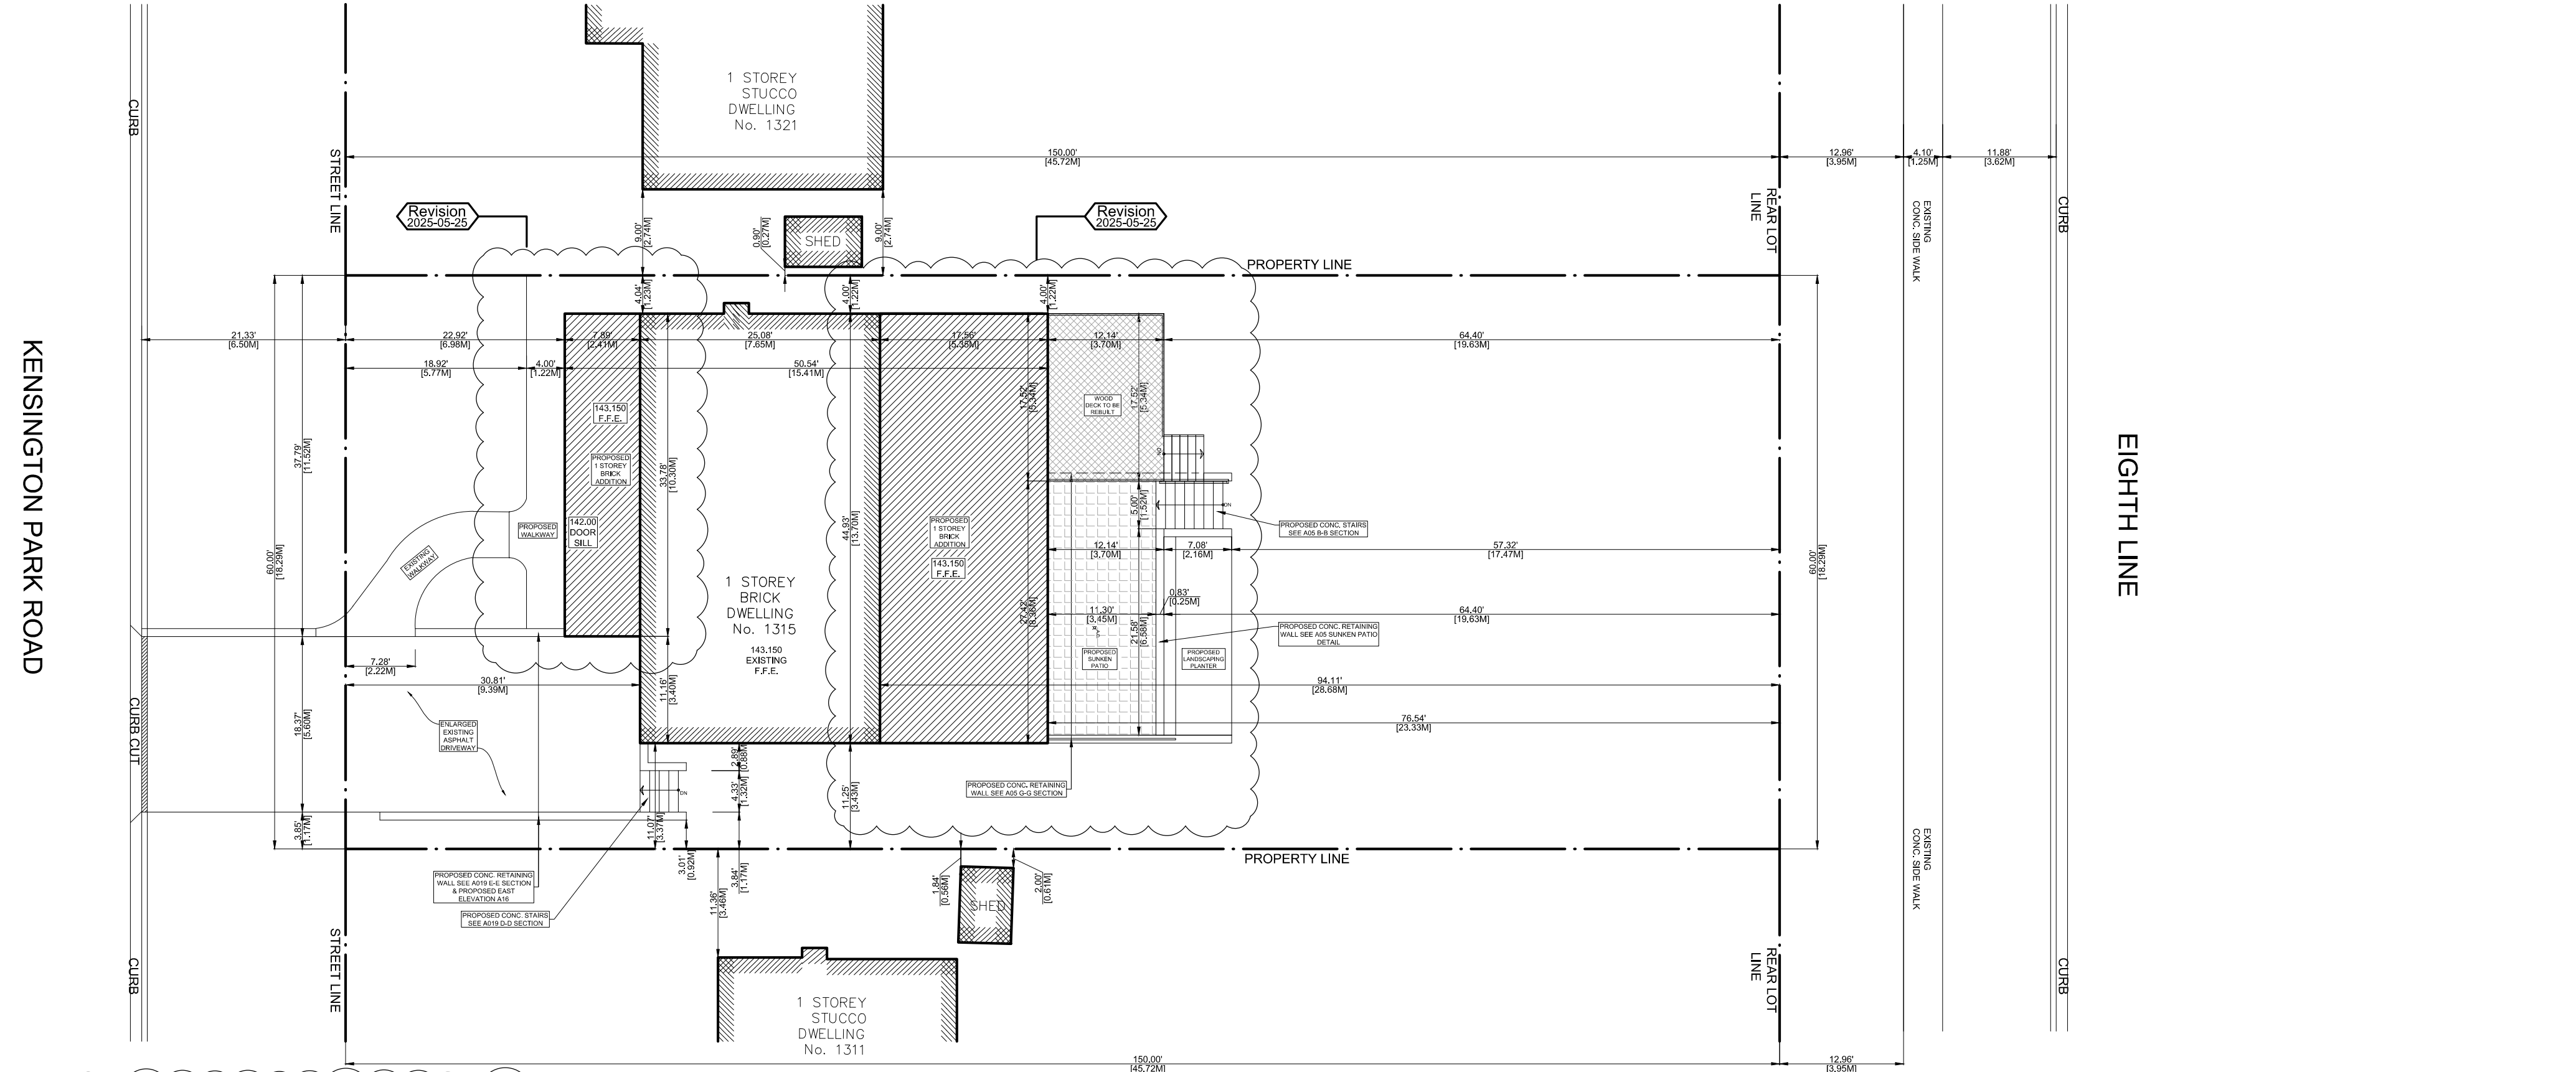 1 STOREY
STUCCO
DWELLING
No. 1321
CURB
STREET LINE
150.00'
[45.72M]
12.96'
[3.95M]
4.10'
[1.25M]
11.88'
[3.62M]
REAR LOT
LINE
EXISTING
CONC. SIDE WALK
CURB
Revision
2025-05-25
Revision
2025-05-25
9.00'
[2.74M]
0.90'
[0.27M]
SHED
9.00'
[2.74M]
PROPERTY LINE
4.04'
[1.23M]
4.00'
[1.22M]
4.00'
[1.22M]
21.33'
[6.50M]
22.92'
[6.98M]
7.89'
[2.41M]
25.08'
[7.65M]
17.56'
[5.35M]
12.14'
[3.70M]
64.40'
[19.63M]
18.92'
[5.77M]
4.00'
[1.22M]
50.54'
[15.41M]
KENSINGTON PARK ROAD
EIGHTH LINE
60.00'
[18.29M]
37.79'
[11.52M]
143.150
F.F.E.
PROPOSED
1 STOREY
BRICK
ADDITION
33.78'
[10.30M]
17.52'
[5.34M]
WOOD
DECK TO BE
REBUILT
17.52'
[5.34M]
DN
142.00
DOOR
SILL
PROPOSED
WALKWAY
EXISTING
WALKWAY
44.93'
[13.70M]
PROPOSED
1 STOREY
BRICK
ADDITION
143.150
F.F.E.
5.00'
[1.52M]
DN
PROPOSED CONC. STAIRS
SEE A05 B-B SECTION
12.14'
[3.70M]
7.08'
[2.16M]
57.32'
[17.47M]
60.00'
[18.29M]
1 STOREY
BRICK
DWELLING
No. 1315
143.150
EXISTING
F.F.E.
27.42'
[8.36M]
11.30'
[3.45M]
0.83'
[0.25M]
64.40'
[19.63M]
21.58'
[6.58M]
PROPOSED CONC. RETAINING
WALL SEE A05 SUNKEN PATIO
DETAIL
PROPOSED
SUNKEN
PATIO
PROPOSED
LANDSCAPING
PLANTER
7.28'
[2.22M]
30.81'
[9.39M]
11.16'
[3.40M]
94.11'
[28.68M]
76.54'
[23.33M]
CURB CUT
18.37'
[5.60M]
ENLARGED
EXISTING
ASPHALT
DRIVEWAY
2.89'
[0.88M]
4.33'
[1.32M]
DN
11.25'
[3.43M]
PROPOSED CONC. RETAINING
WALL SEE A05 G-G SECTION
3.85'
[1.17M]
11.07'
[3.37M]
3.01'
[0.92M]
3.84'
[1.17M]
PROPERTY LINE
11.36'
[3.46M]
1.84'
[0.56M]
2.00'
[0.61M]
SHED
PROPOSED CONC. RETAINING
WALL SEE A019 E-E SECTION
& PROPOSED EAST
ELEVATION A16
PROPOSED CONC. STAIRS
SEE A019 D-D SECTION
EXISTING
CONC. SIDE WALK
CURB
STREET LINE
REAR LOT
LINE
CURB
1 STOREY
STUCCO
DWELLING
No. 1311
150.00'
[45.72M]
12.96'
[3.95M]